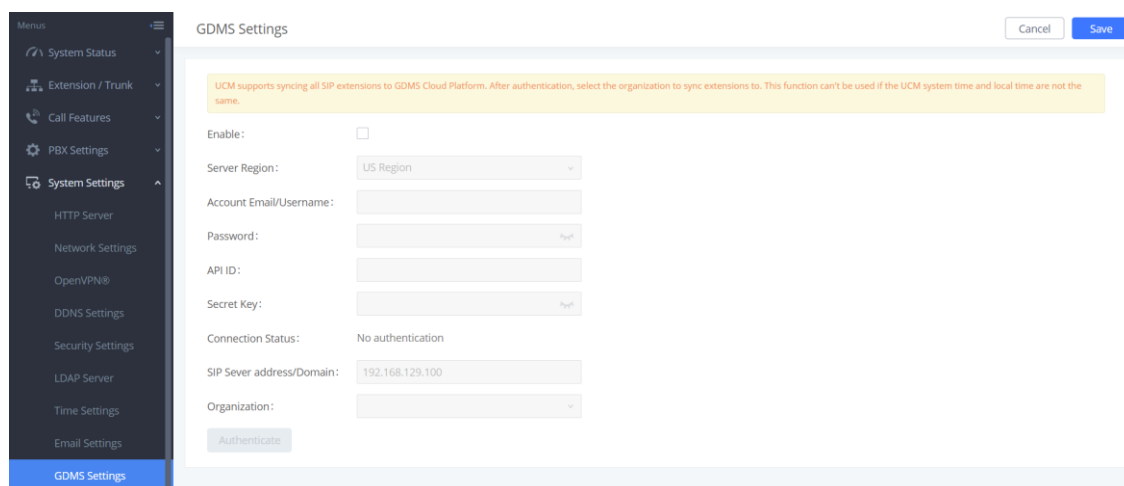 Menus
System Status
Extension / Trunk
Call Features
PBX Settings
System Settings
HTTP Server
Network Settings
OpenVPN®
DDNS Settings
Security Settings
LDAP Server
Time Settings
Email Settings
GDMS Settings
GDMS Settings
Cancel
Save
UCM supports syncing all SIP extensions to GDMS Cloud Platform. After authentication, select the organization to sync extensions to. This function can't be used if the UCM system time and local time are not the
same.
Enable :
Server Region : US Region
Account Email/Username :
Password :
API ID :
Secret Key :
Connection Status : No authentication
SIP Sever address/Domain : 192.168.129.100
Organization :
Authenticate